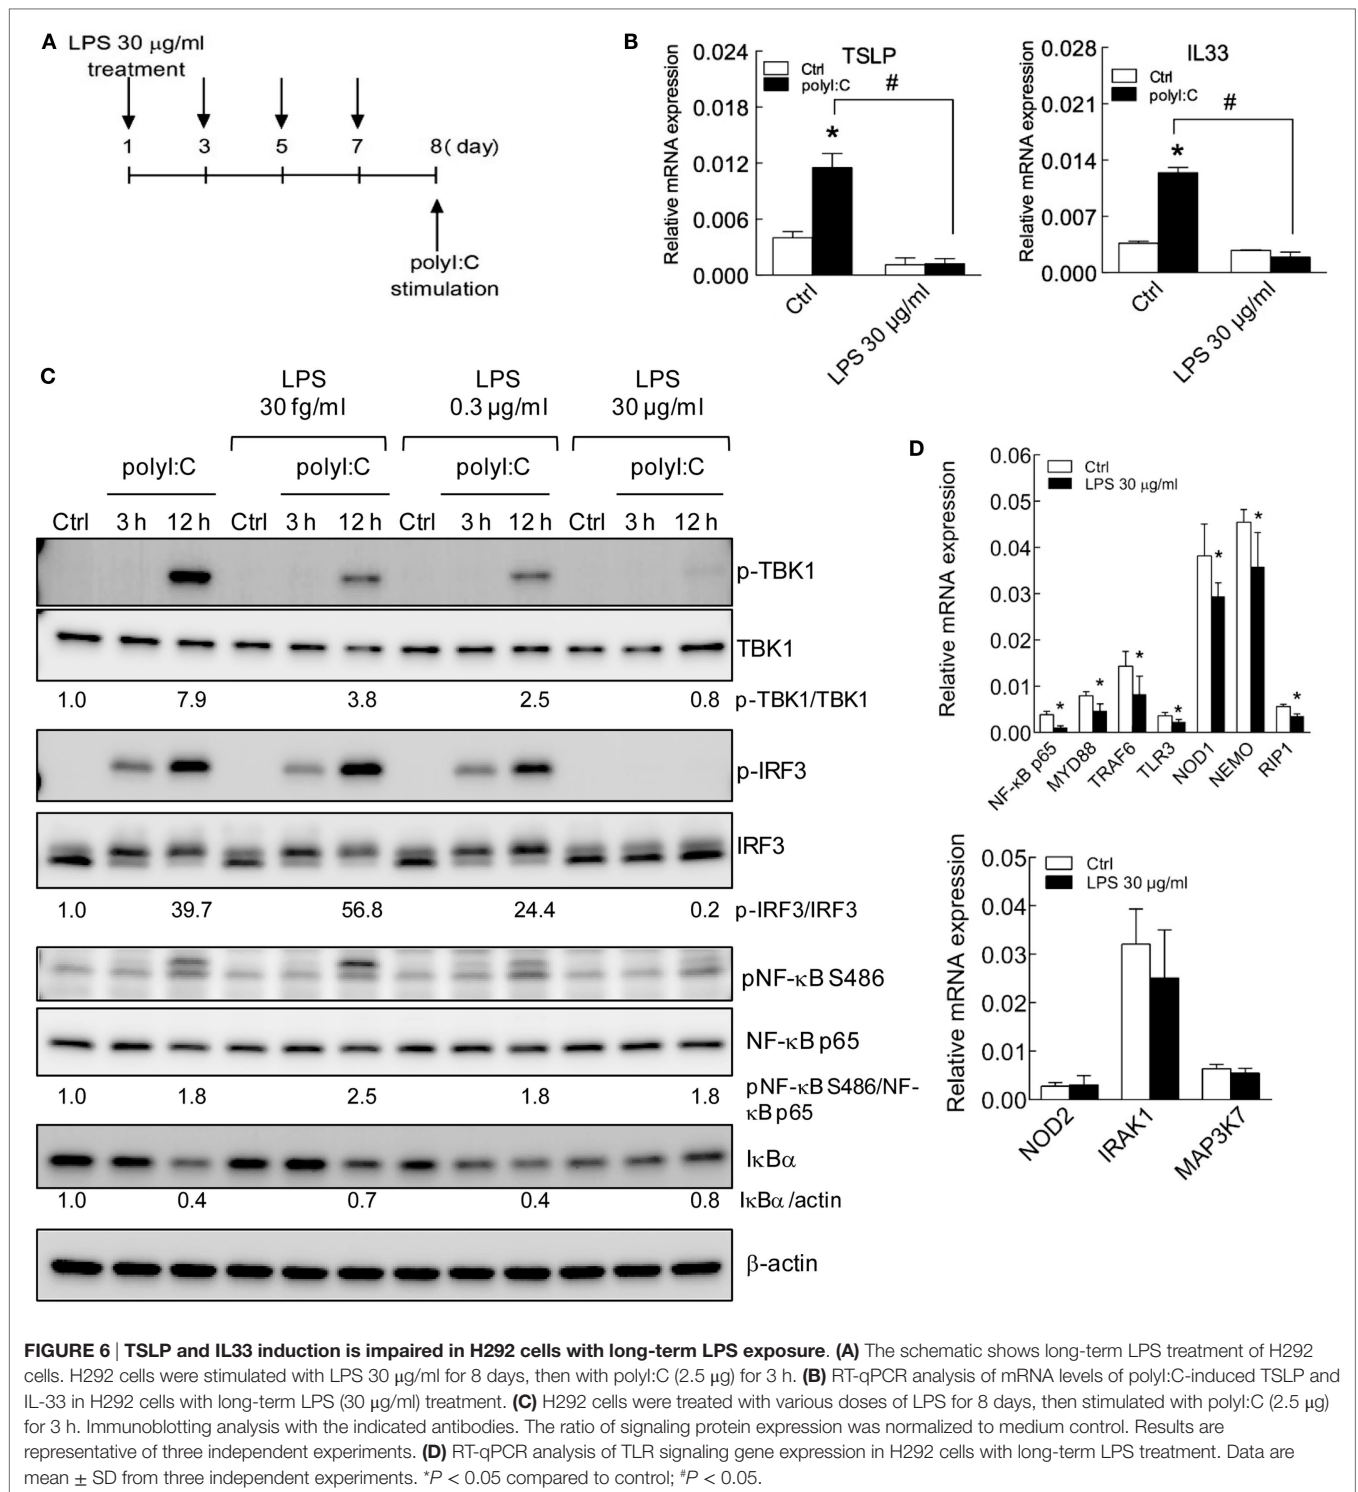 A
LPS 30 μg/ml
treatment
1 3 5 7 8( day)
polyI:C
stimulation
B
TSLP
Ctrl
polyI:C
#
*
Relative mRNA expression
0.024
0.018
0.012
0.006
0.000
Ctrl
LPS 30 μg/ml
IL33
Ctrl
polyI:C
#
*
Relative mRNA expression
0.028
0.021
0.014
0.007
0.000
Ctrl
LPS 30 μg/ml
C
LPS LPS LPS
30 fg/ml 0.3 μg/ml 30 μg/ml
polyI:C polyI:C polyI:C polyI:C
Ctrl 3 h 12 h Ctrl 3 h 12 h Ctrl 3 h 12 h Ctrl 3 h 12 h
p-TBK1
TBK1
1.0 7.9 3.8 2.5 0.8 p-TBK1/TBK1
p-IRF3
IRF3
1.0 39.7 56.8 24.4 0.2 p-IRF3/IRF3
pNF-κB S486
NF-κB p65
1.0 1.8 2.5 1.8 1.8 pNF-κB S486/NF-
κB p65
IκBα
1.0 0.4 0.7 0.4 0.8 IκBα/actin
β-actin
D
Ctrl
LPS 30 μg/ml
Relative mRNA expression
0.06
0.05
0.04
0.03
0.02
0.01
0.00
* * * * * * *
NF-κB p65
MYD88
TRAF6
TLR3
NOD1
NEMO
RIP1
Ctrl
LPS 30 μg/ml
Relative mRNA expression
0.05
0.04
0.03
0.02
0.01
0.00
NOD2
IRAK1
MAP3K7
FIGURE 6 | TSLP and IL33 induction is impaired in H292 cells with long-term LPS exposure. (A) The schematic shows long-term LPS treatment of H292
cells. H292 cells were stimulated with LPS 30 μg/ml for 8 days, then with polyI:C (2.5 μg) for 3 h. (B) RT-qPCR analysis of mRNA levels of polyI:C-induced TSLP and
IL-33 in H292 cells with long-term LPS (30 μg/ml) treatment. (C) H292 cells were treated with various doses of LPS for 8 days, then stimulated with polyI:C (2.5 μg)
for 3 h. Immunoblotting analysis with the indicated antibodies. The ratio of signaling protein expression was normalized to medium control. Results are
representative of three independent experiments. (D) RT-qPCR analysis of TLR signaling gene expression in H292 cells with long-term LPS treatment. Data are
mean ± SD from three independent experiments. *P < 0.05 compared to control; #P < 0.05.